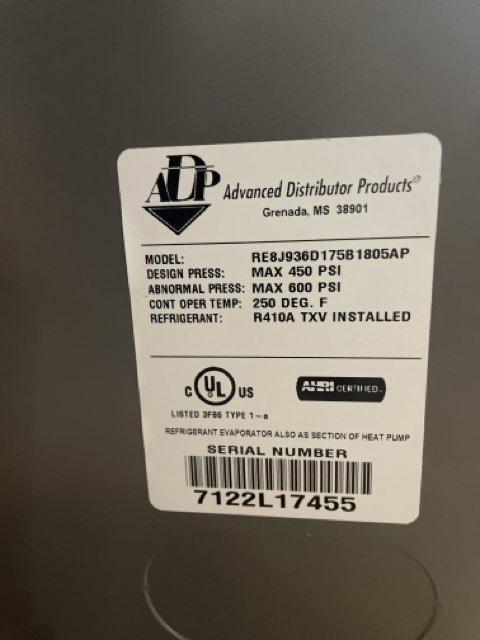 ADP Advanced Distributor Products®
Grenada, MS 38901
MODEL: RE8J936D175B1805AP
DESIGN PRESS: MAX 450 PSI
ABNORMAL PRESS: MAX 600 PSI
CONT OPER TEMP: 250 DEG. F
REFRIGERANT: R410A TXV INSTALLED
C UL US
AHRI CERTIFIED™
LISTED 3F86 TYPE 1-a
REFRIGERANT EVAPORATOR ALSO AS SECTION OF HEAT PUMP
SERIAL NUMBER
7122L17455